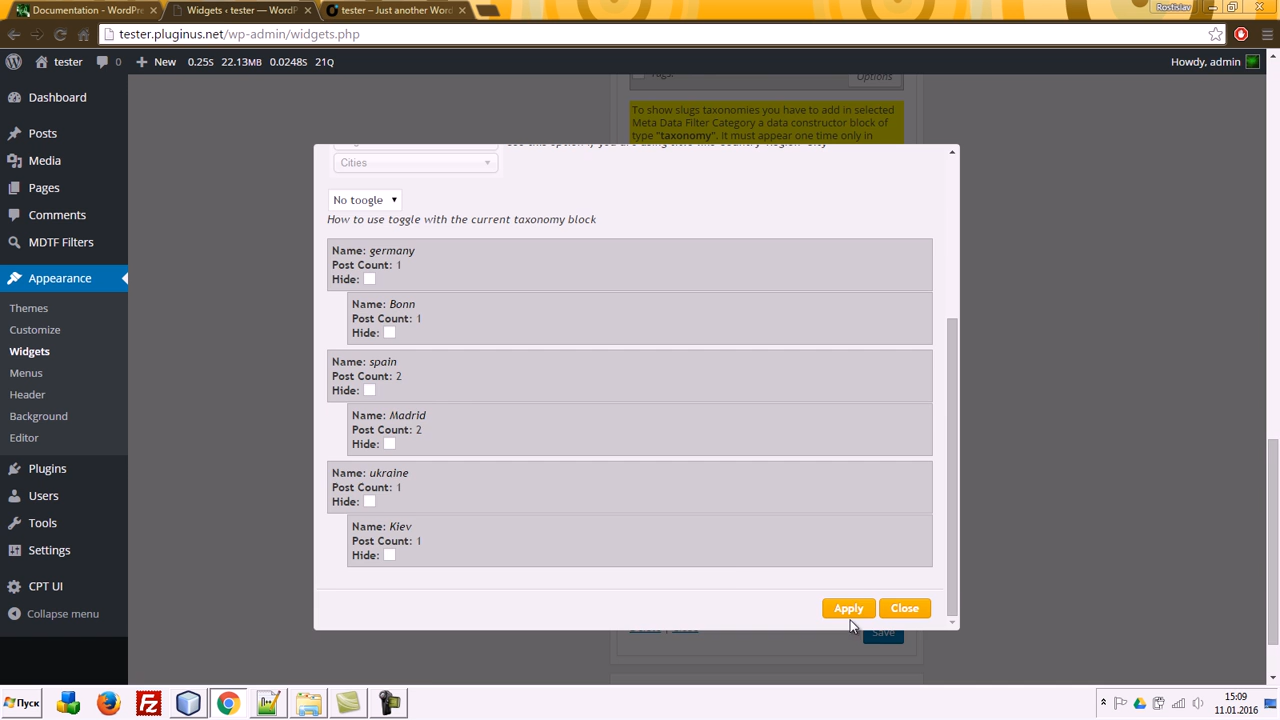 Documentation - WordPre
Widgets ‹ tester — WordP
tester – Just another Word
Rostislav
tester.pluginus.net/wp-admin/widgets.php
tester
0
New
0.25s
22.13MB
0.0248s
21Q
Howdy, admin
Dashboard
Posts
Media
Pages
Comments
MDTF Filters
Appearance
Themes
Customize
Widgets
Menus
Header
Background
Editor
Plugins
Users
Tools
Settings
CPT UI
Collapse menu
Options
To show slugs taxonomies you have to add in selected
Meta Data Filter Category a data constructor block of
type "taxonomy". It must appear one time only in
Cities
No toogle
How to use toggle with the current taxonomy block
Name: germany
Post Count: 1
Hide:
Name: Bonn
Post Count: 1
Hide:
Name: spain
Post Count: 2
Hide:
Name: Madrid
Post Count: 2
Hide:
Name: ukraine
Post Count: 1
Hide:
Name: Kiev
Post Count: 1
Hide:
Apply
Close
Save
Пуск
15:09
11.01.2016